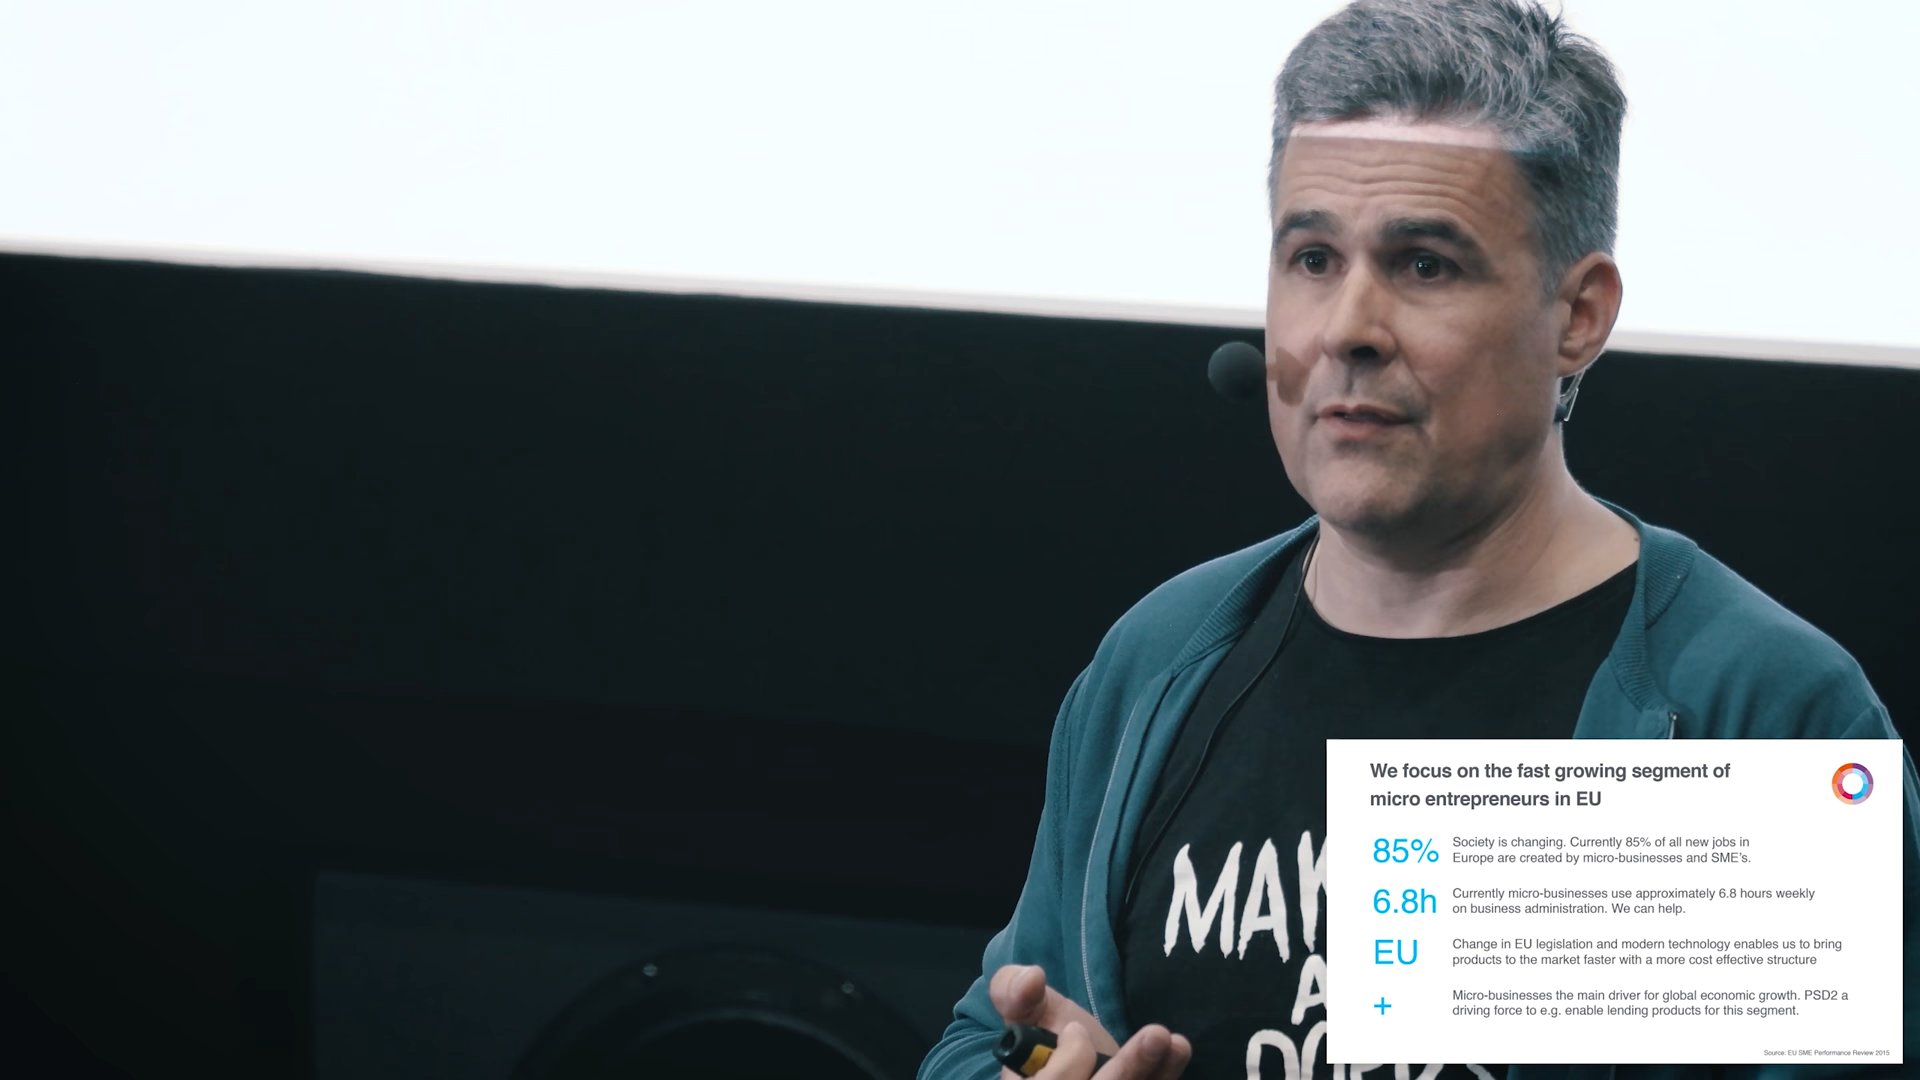 We focus on the fast growing segment of
micro entrepreneurs in EU
85%
Society is changing. Currently 85% of all new jobs in
Europe are created by micro-businesses and SME's.
6.8h
Currently micro-businesses use approximately 6.8 hours weekly
on business administration. We can help.
EU
Change in EU legislation and modern technology enables us to bring
products to the market faster with a more cost effective structure
+
Micro-businesses the main driver for global economic growth. PSD2 a
driving force to e.g. enable lending products for this segment.
Source: EU SME Performance Review 2015